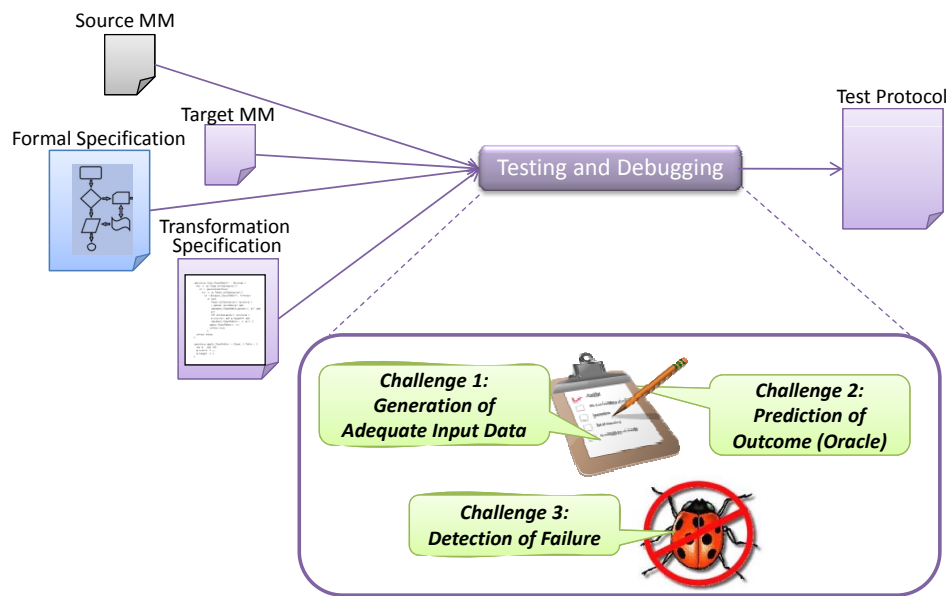 Source MM
Target MM
Formal Specification
Transformation
Specification
Testing and Debugging
Test Protocol
Challenge 1:
Generation of
Adequate Input Data
Challenge 2:
Prediction of
Outcome (Oracle)
Challenge 3:
Detection of Failure